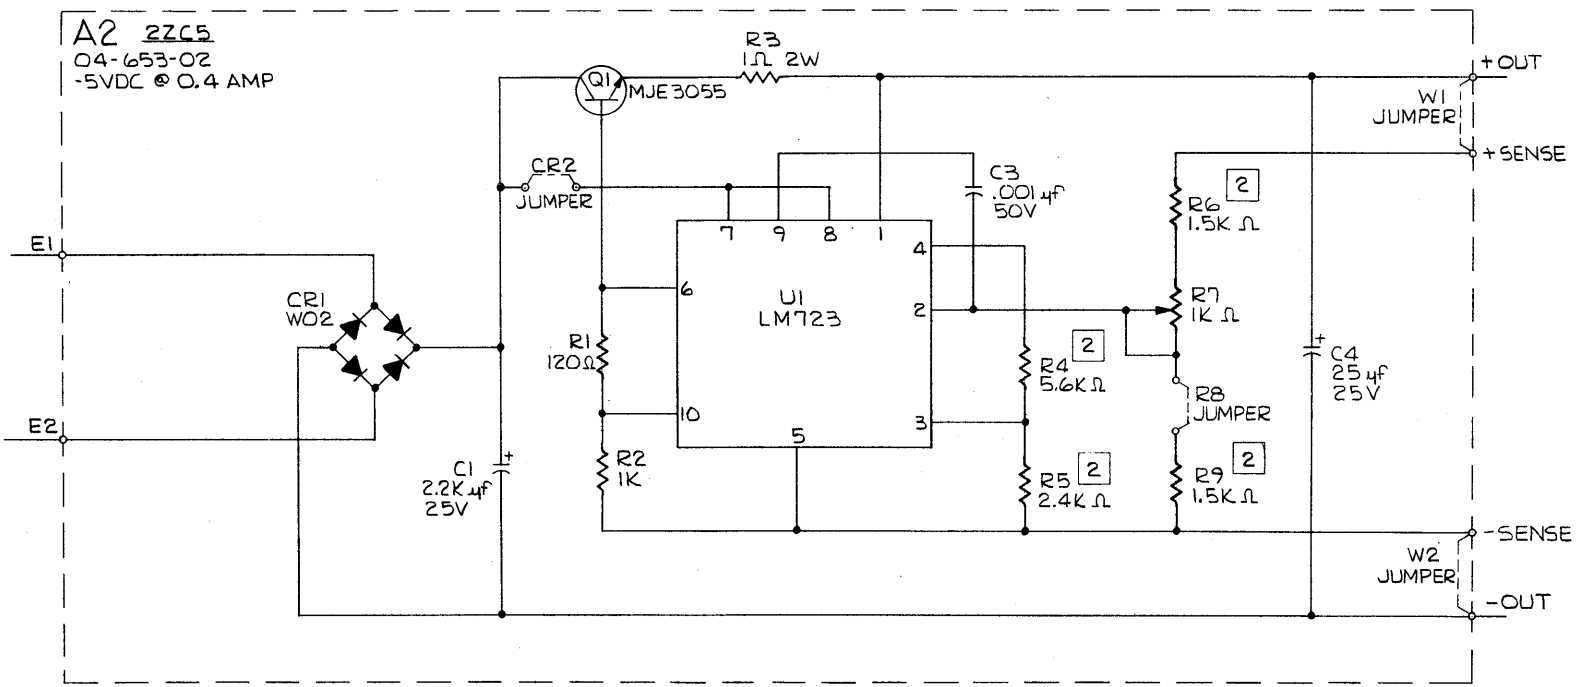 A2 2ZC5
04-653-02
-5VDC @ 0.4 AMP
R3
1Ω 2W
Q1
MJE3055
+OUT
W1
JUMPER
+SENSE
CR2
JUMPER
C3
.001µf
50V
R6
1.5K Ω
2
7
9
8
1
4
6
2
10
3
5
U1
LM723
E1
CR1
W02
R1
120Ω
R7
1K Ω
R4
5.6K Ω
2
C4
25µf
25V
R8
JUMPER
E2
C1
2.2Kµf
25V
R2
1K
R5
2.4K Ω
2
R9
1.5K Ω
2
-SENSE
W2
JUMPER
-OUT
+
+